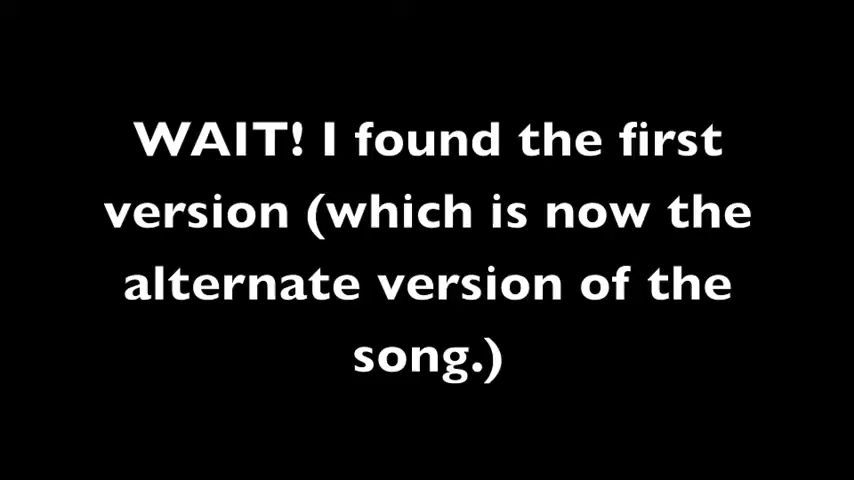 WAIT! I found the first
version (which is now the
alternate version of the
song.)